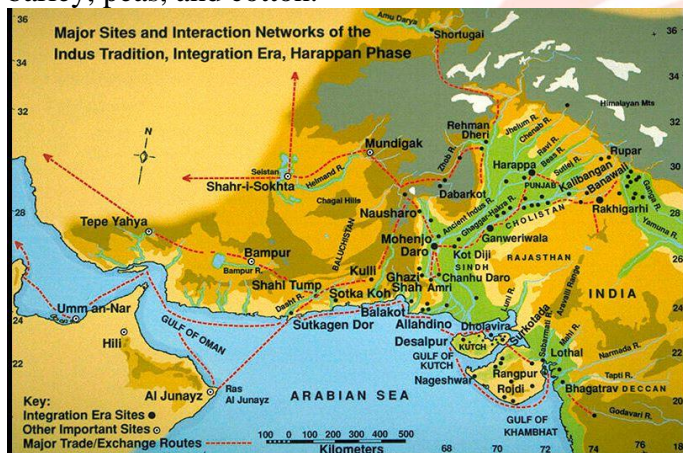 barley, peas, and cotton.
Major Sites and Interaction Networks of the
Indus Tradition, Integration Era, Harappan Phase
Amu Darya
Shortugai
36
36
34
34
32
32
30
30
28
28
26
26
24
24
22
22
N
Himalayan Mts
Rehman
Dheri
Jhelum R.
Chenab R.
Ravi R.
Beas R.
Sutlej R.
Mundigak
Zhob R.
Harappa
PUNJAB
Rupar
Kalibangan
Banawali
Seistan
Helmand R.
Shahr-i-Sokhta
Dabarkot
Ganga R.
Chagai Hills
Nausharo
Ancient Indus R.
Ghaggar-Hakra R.
CHOLISTAN
Rakhigarhi
Yamuna R.
Tepe Yahya
BALUCHISTAN
Mohenjo
Daro
Ganweriwala
Kot Diji
RAJASTHAN
Bampur
Bampur R.
Kulli
Ghazi
Shah
SINDH
Amri
Chanhu Daro
Shahi Tump
Sotka Koh
Dasht R.
Balakot
Luni R.
Aravalli Range
INDIA
Umm an-Nar
Sutkagen Dor
Allahdino
Dholavira
Surkotada
Sabarmati R.
Mahi R.
GULF OF OMAN
Hili
Desalpur
KUTCH
GULF OF
KUTCH
Lothal
Narmada R.
Nageshwar
Rangpur
Rojdi
Tapti R.
Bhagatrav
DECCAN
Al Junayz
Ras
Al Junayz
ARABIAN SEA
Godavari R.
GULF OF
KHAMBHAT
Key:
Integration Era Sites
Other Important Sites
Major Trade/Exchange Routes
100 0 100 200 300 400 500
Kilometers
68 70 72 74 76